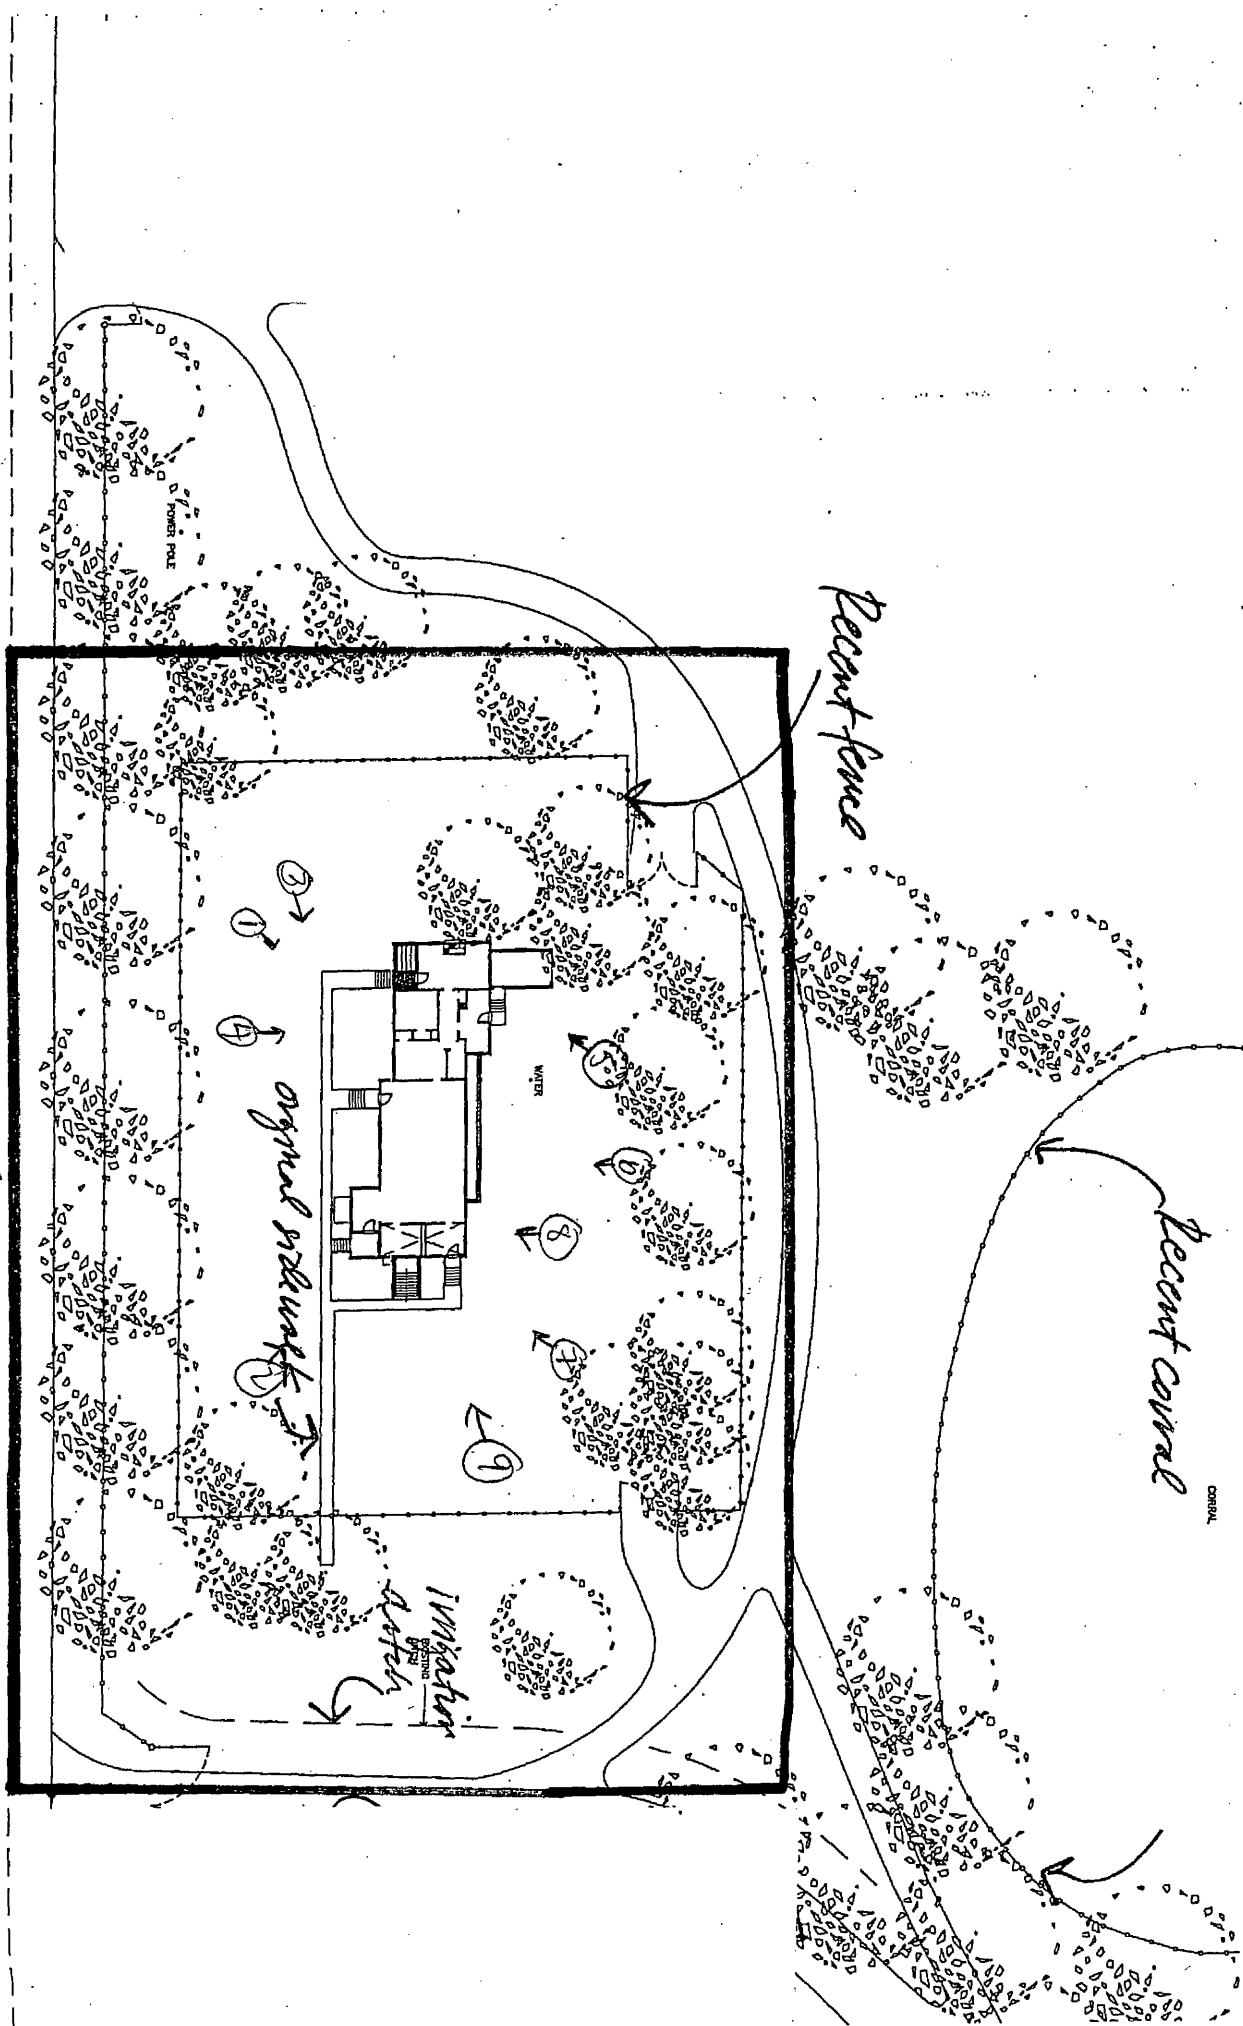 Recent fence
Recent corral
CORRAL
POWER POLE
WATER
original sidewalk
irrigation
ditch
EXISTING
3
1
4
2
5
6
8
7
9